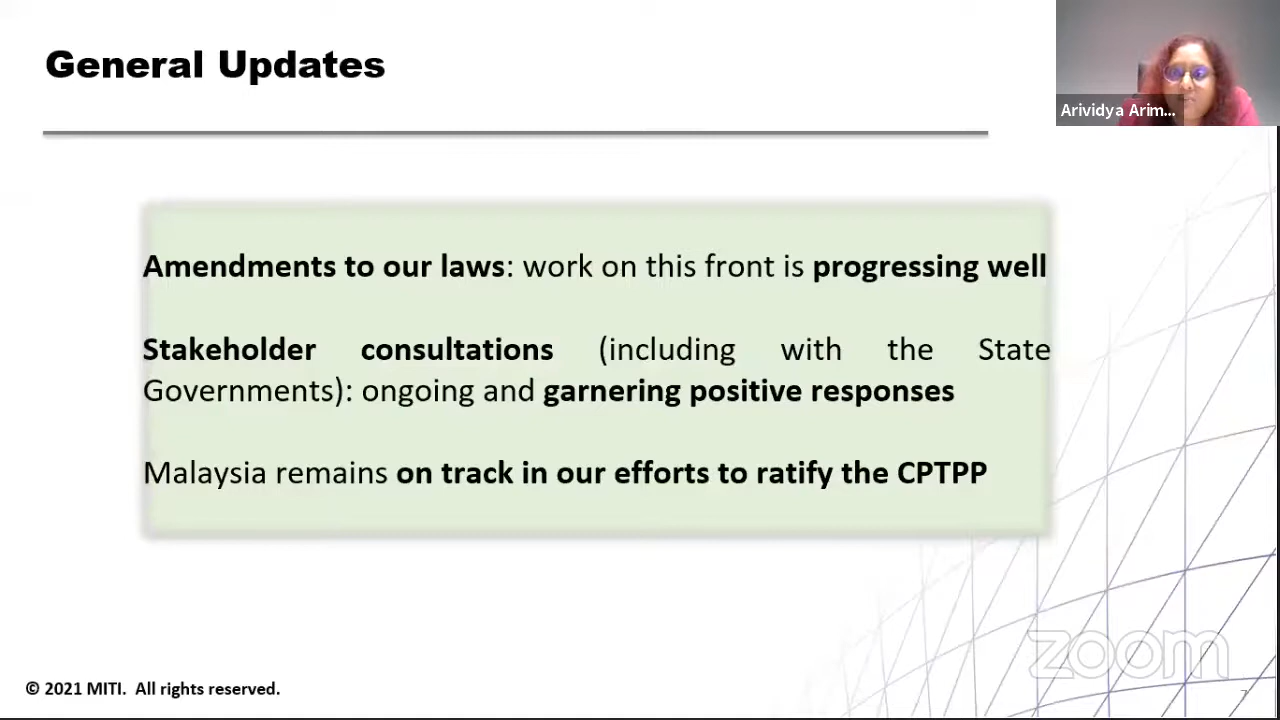 General Updates
Arividya Arim...
Amendments to our laws: work on this front is progressing well
Stakeholder consultations (including with the State
Governments): ongoing and garnering positive responses
Malaysia remains on track in our efforts to ratify the CPTPP
zoom
© 2021 MITI. All rights reserved.
7